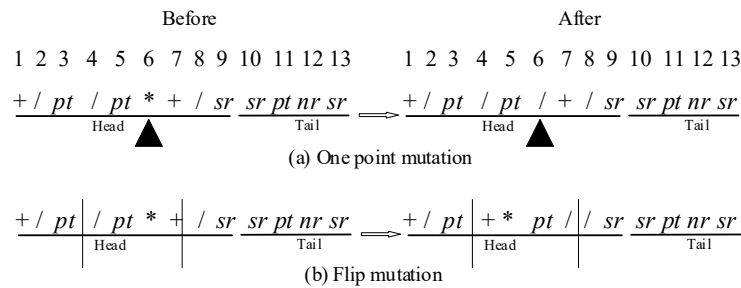 Before After
1 2 3 4 5 6 7 8 9 10 11 12 13 1 2 3 4 5 6 7 8 9 10 11 12 13
+ / pt / pt * + / sr sr pt nr sr + / pt / pt / + / sr sr pt nr sr
Head Tail Head Tail
(a) One point mutation
+ / pt / pt * + / sr sr pt nr sr + / pt + * pt / / sr sr pt nr sr
Head Tail Head Tail
(b) Flip mutation